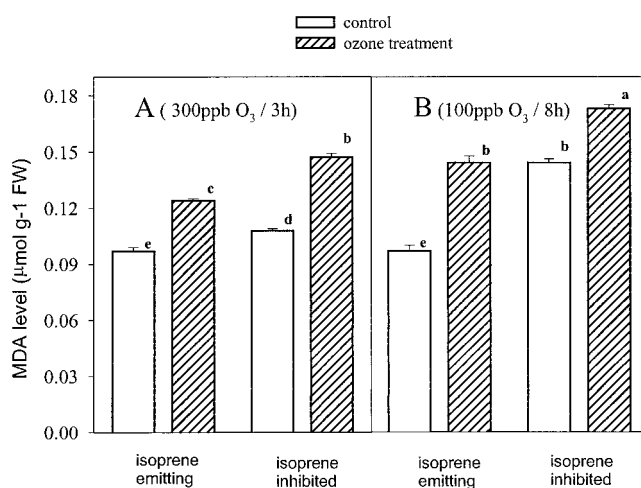 control
ozone treatment
A ( 300ppb O₃ / 3h)
B (100ppb O₃ / 8h)
MDA level (µmol g-1 FW)
0.18
0.15
0.12
0.09
0.06
0.03
0.00
e
c
d
b
e
b
b
a
isoprene
emitting
isoprene
inhibited
isoprene
emitting
isoprene
inhibited